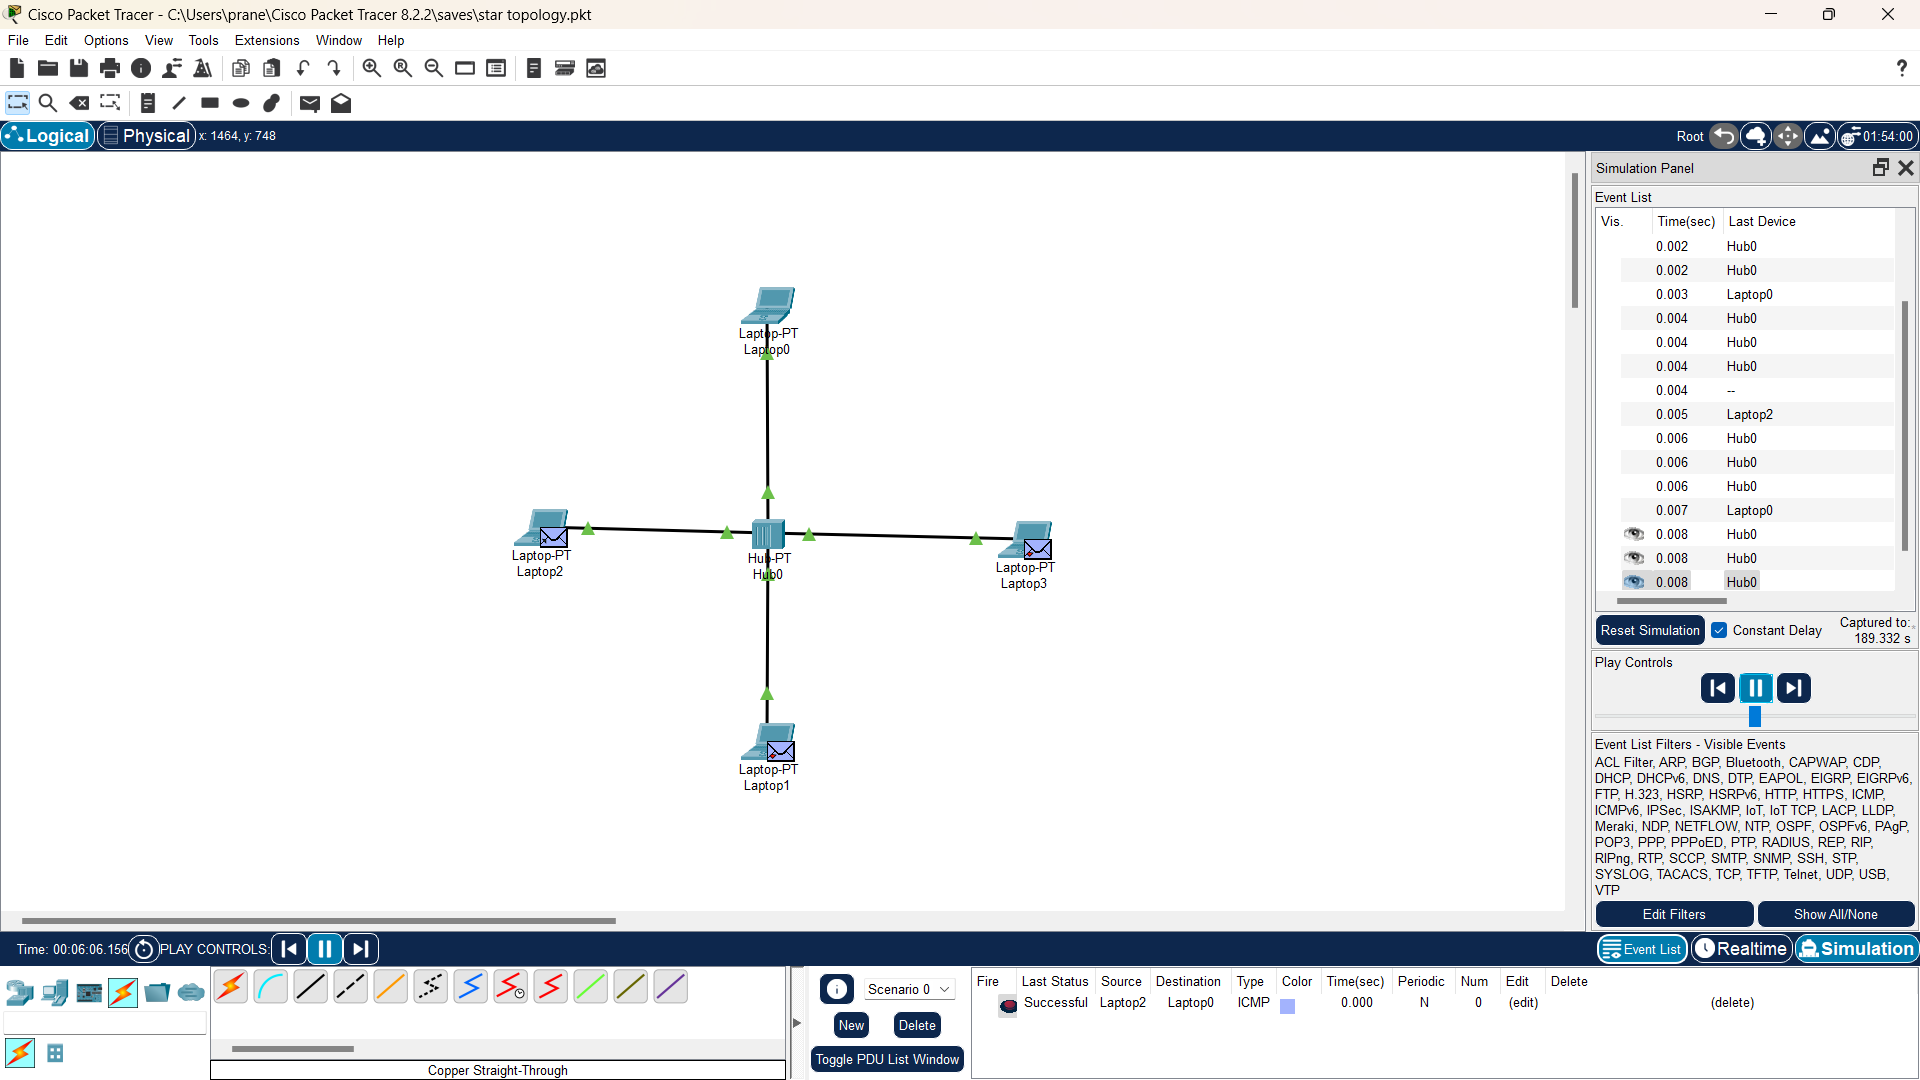 Cisco Packet Tracer - C:\Users\prane\Cisco Packet Tracer 8.2.2\saves\star topology.pkt
File Edit Options View Tools Extensions Window Help
?
Logical Physical x: 1464, y: 748 Root 01:54:00
Simulation Panel
Event List
Vis. Time(sec) Last Device
0.002 Hub0
0.002 Hub0
0.003 Laptop0
0.004 Hub0
0.004 Hub0
0.004 Hub0
0.004 --
0.005 Laptop2
0.006 Hub0
0.006 Hub0
0.006 Hub0
0.007 Laptop0
0.008 Hub0
0.008 Hub0
0.008 Hub0
Laptop-PT
Laptop0
Laptop-PT
Laptop2
Hub-PT
Hub0
Laptop-PT
Laptop3
Laptop-PT
Laptop1
Reset Simulation Constant Delay Captured to:
189.332 s
Play Controls
Event List Filters - Visible Events
ACL Filter, ARP, BGP, Bluetooth, CAPWAP, CDP,
DHCP, DHCPv6, DNS, DTP, EAPOL, EIGRP, EIGRPv6,
FTP, H.323, HSRP, HSRPv6, HTTP, HTTPS, ICMP,
ICMPv6, IPSec, ISAKMP, IoT, IoT TCP, LACP, LLDP,
Meraki, NDP, NETFLOW, NTP, OSPF, OSPFv6, PAgP,
POP3, PPP, PPPoED, PTP, RADIUS, REP, RIP,
RIPng, RTP, SCCP, SMTP, SNMP, SSH, STP,
SYSLOG, TACACS, TCP, TFTP, Telnet, UDP, USB,
VTP
Edit Filters Show All/None
Time: 00:06:06.156 PLAY CONTROLS: Event List Realtime Simulation
Scenario 0
New Delete
Toggle PDU List Window
Fire Last Status Source Destination Type Color Time(sec) Periodic Num Edit Delete
Successful Laptop2 Laptop0 ICMP 0.000 N 0 (edit) (delete)
Copper Straight-Through